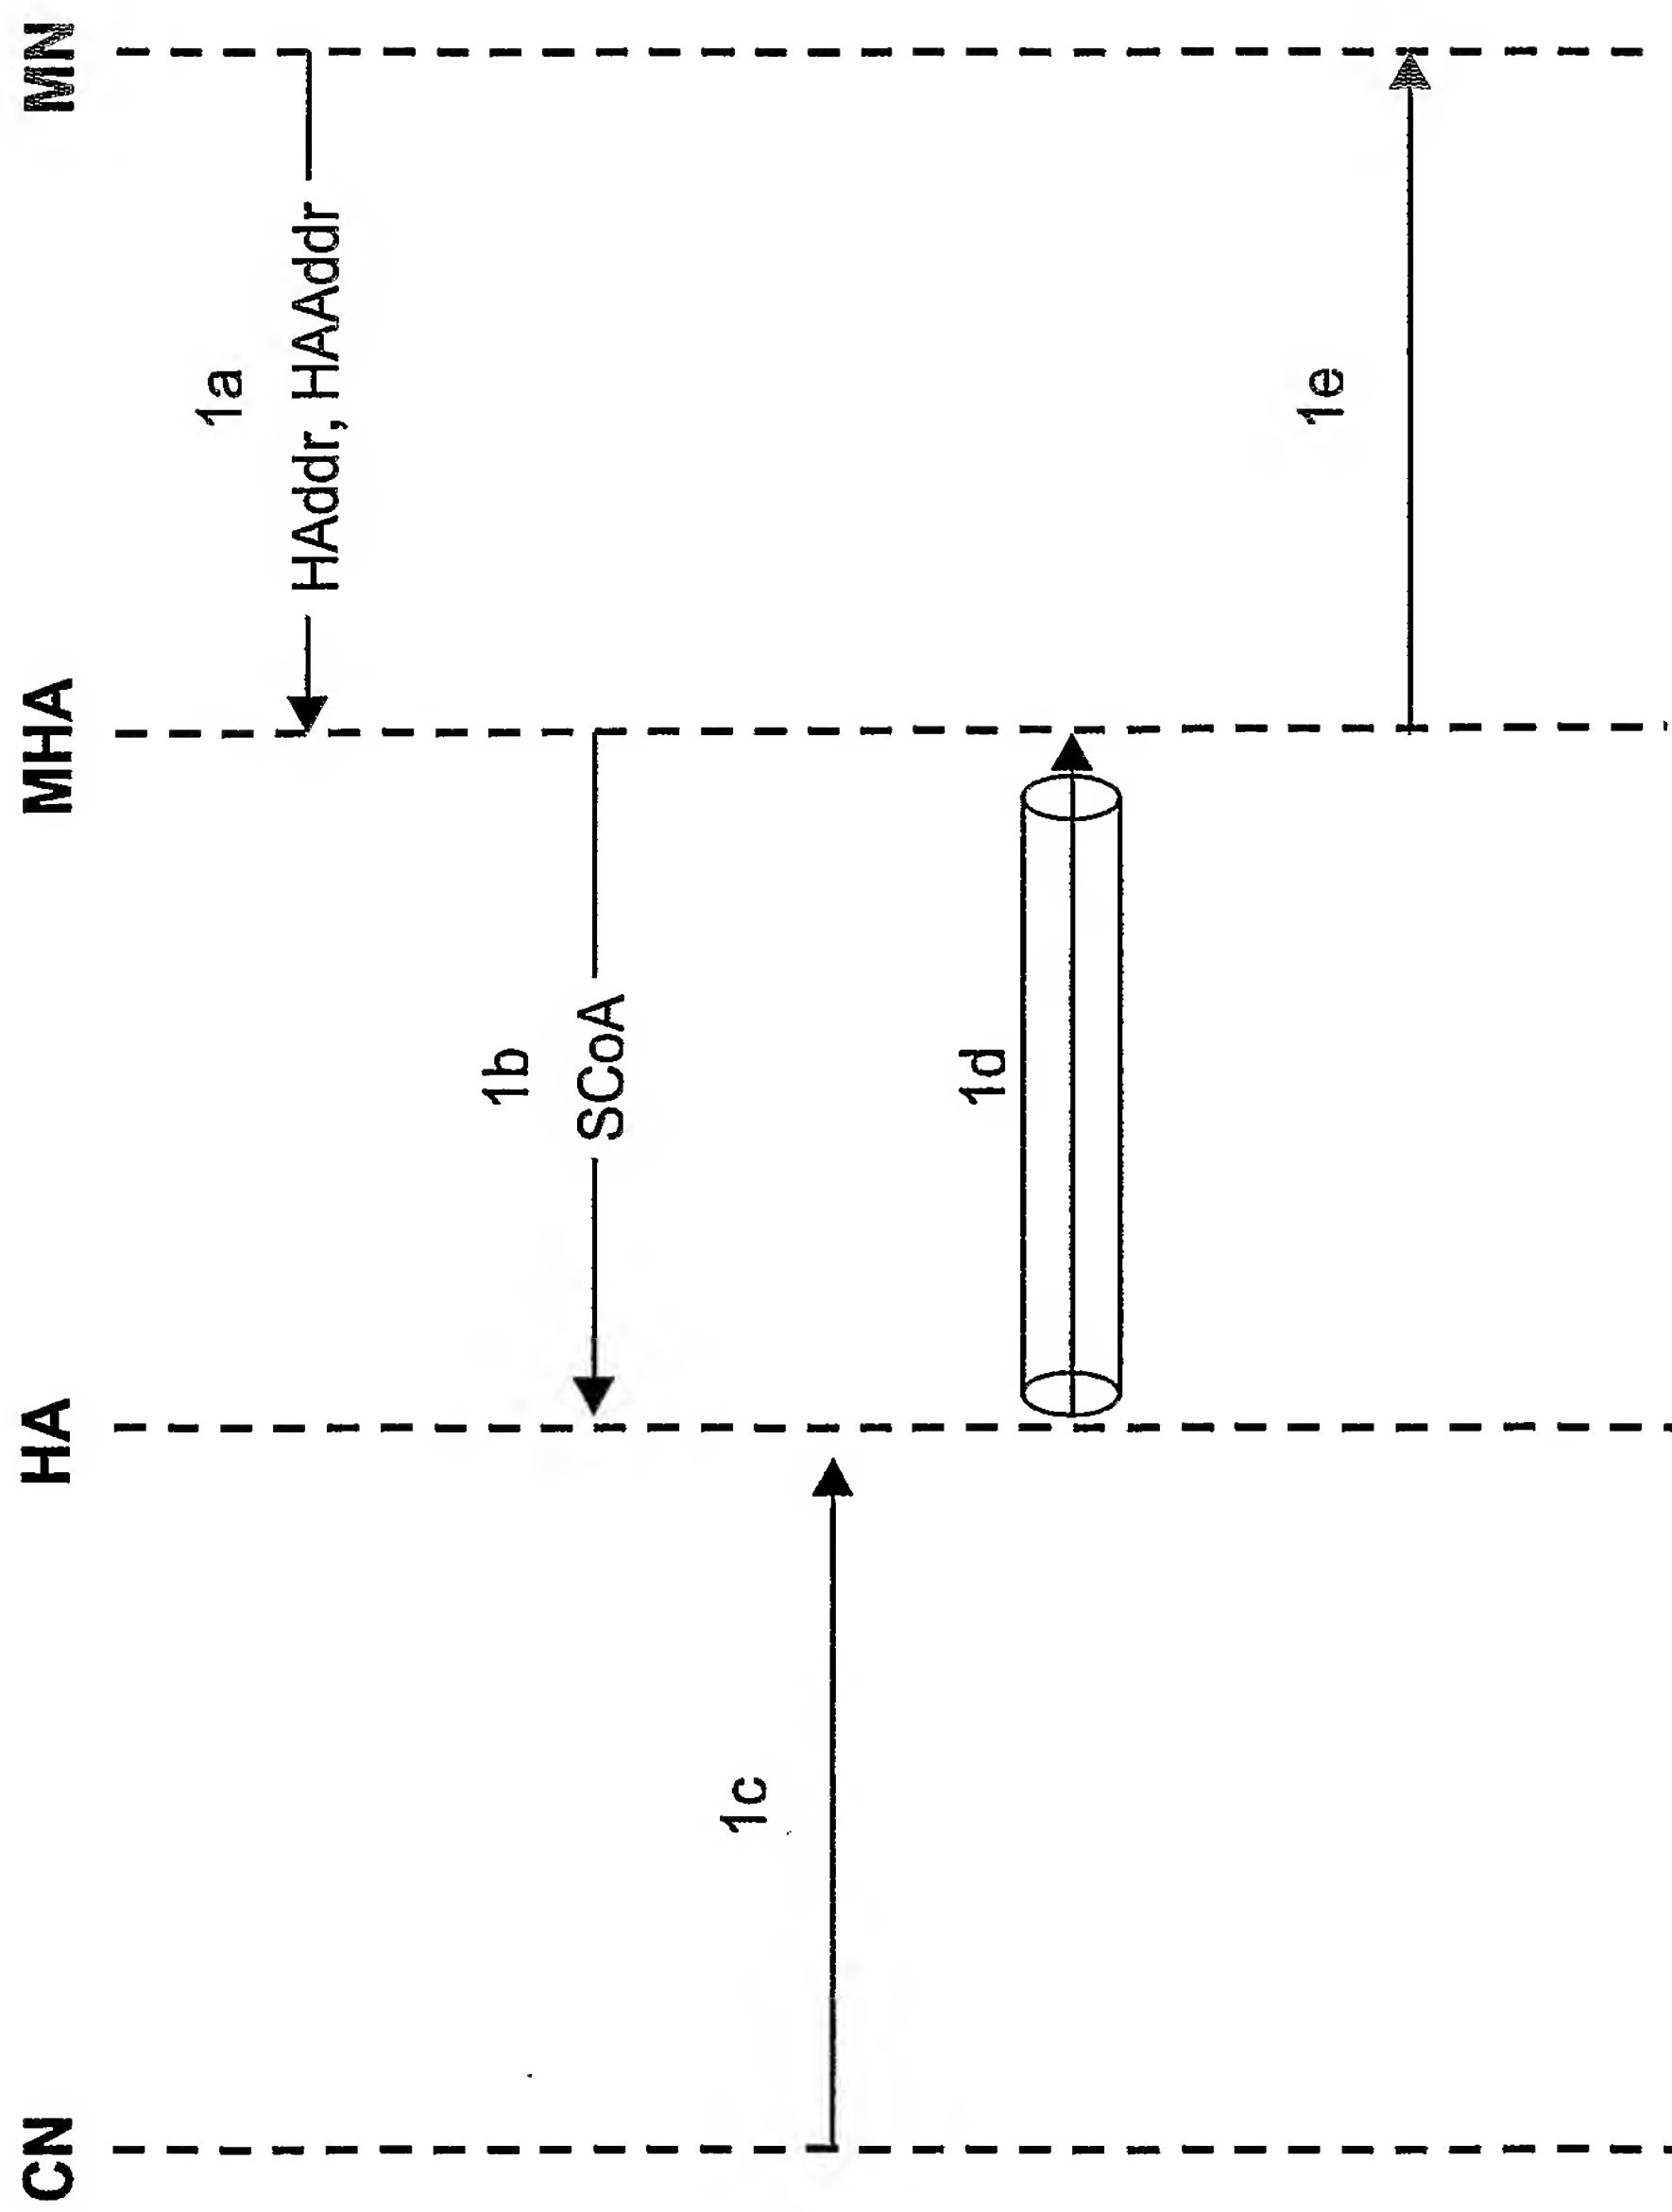 CN HA MHA MN
1a
HAddr, HAAddr
1b
SCoA
1c
1d
1e